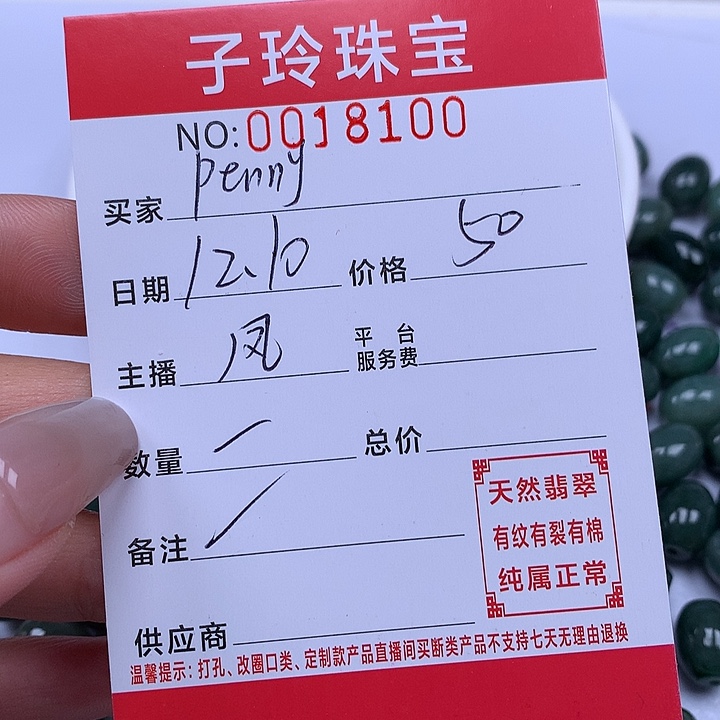 子玲珠宝
NO:0018100
买家 penny
日期 12.10 价格 50
主播 凤 平台服务费
数量 一 总价
备注
供应商
天然翡翠
有纹有裂有棉
纯属正常
温馨提示：打孔、改圈口类、定制款产品直播间买断类产品不支持七天无理由退换